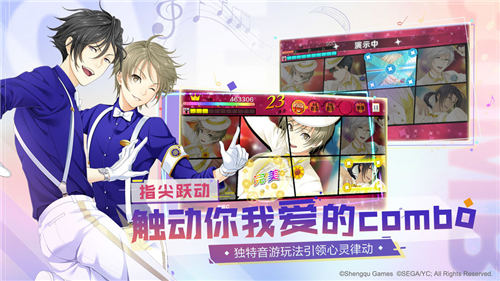 演示中
463306
23
完美
指尖跃动
触动你我爱的combo
独特音游玩法引领心灵律动
©Shengqu Games ©SEGA/YC; All Rights Reserved.